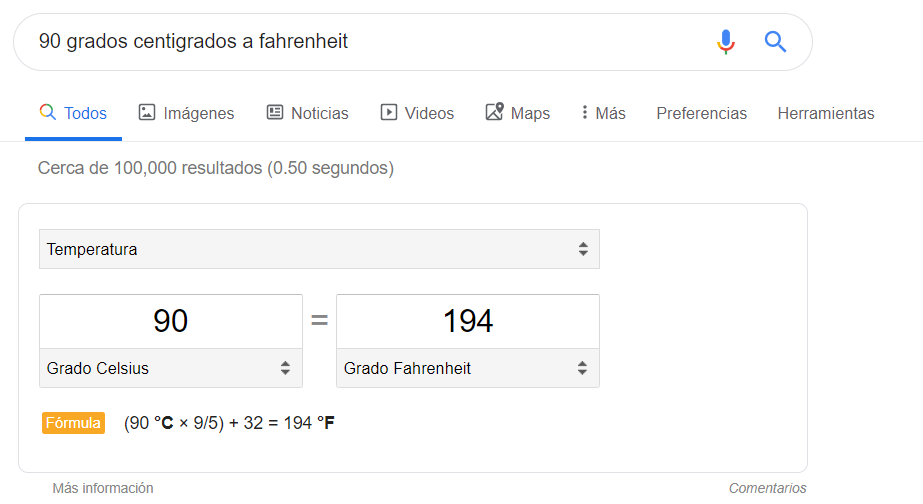 90 grados centigrados a fahrenheit
Todos Imágenes Noticias Videos Maps Más Preferencias Herramientas
Cerca de 100,000 resultados (0.50 segundos)
Temperatura
90 = 194
Grado Celsius Grado Fahrenheit
Fórmula (90 °C × 9/5) + 32 = 194 °F
Más información Comentarios